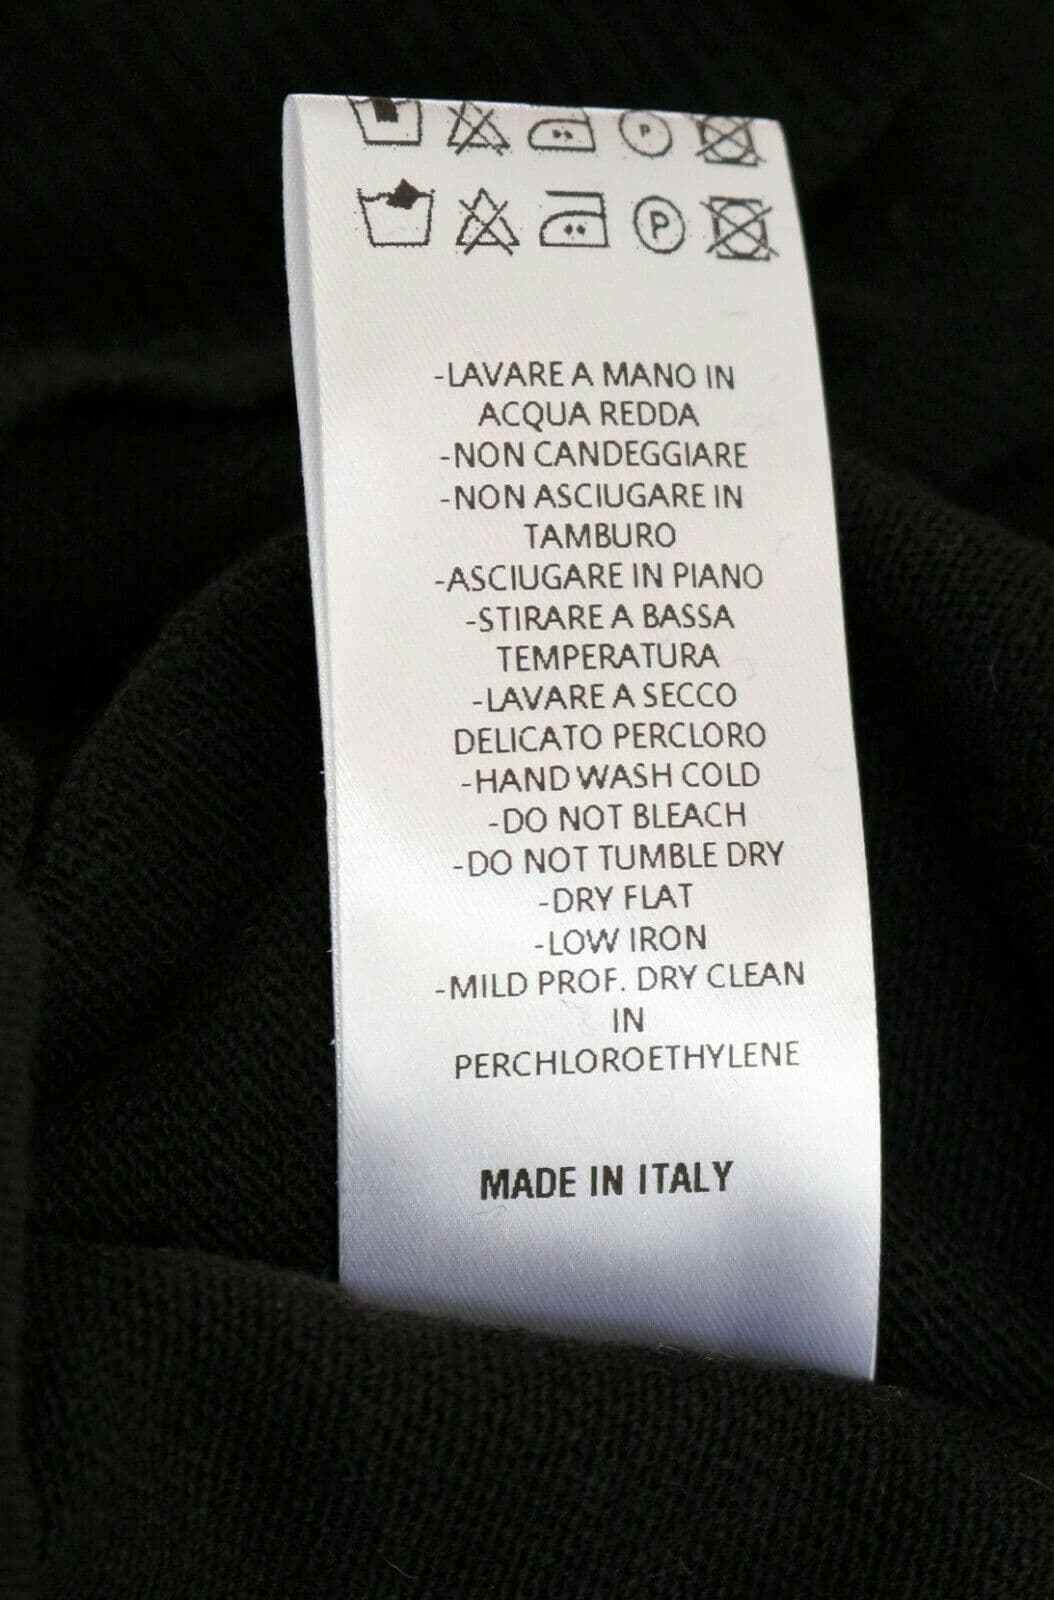 P
P
-LAVARE A MANO IN
ACQUA REDDA
-NON CANDEGGIARE
-NON ASCIUGARE IN
TAMBURO
-ASCIUGARE IN PIANO
-STIRARE A BASSA
TEMPERATURA
-LAVARE A SECCO
DELICATO PERCLORO
-HAND WASH COLD
-DO NOT BLEACH
-DO NOT TUMBLE DRY
-DRY FLAT
-LOW IRON
-MILD PROF. DRY CLEAN
IN
PERCHLOROETHYLENE
MADE IN ITALY